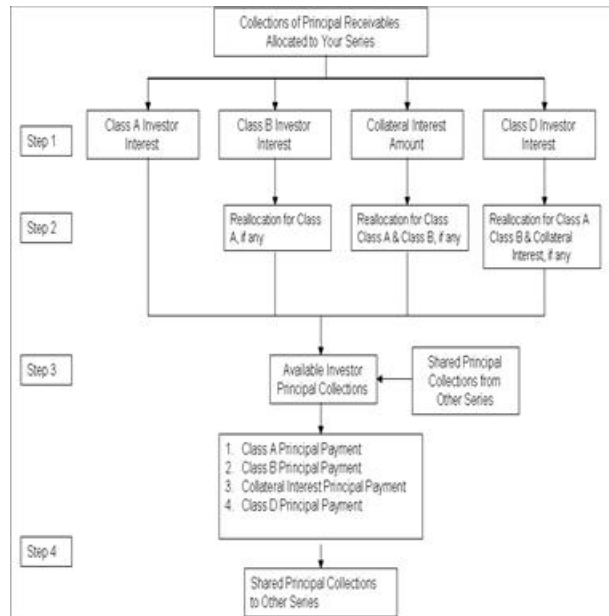 Collections of Principal Receivables
Allocated to Your Series
Step 1
Class A Investor
Interest
Class B Investor
Interest
Collateral Interest
Amount
Class D Investor
Interest
Step 2
Reallocation for Class
A, if any
Reallocation for Class
Class A & Class B, if any
Reallocation for Class A
Class B & Collateral
Interest, if any
Step 3
Available Investor
Principal Collections
Shared Principal
Collections from
Other Series
1. Class A Principal Payment
2. Class B Principal Payment
3. Collateral Interest Principal Payment
4. Class D Principal Payment
Step 4
Shared Principal Collections
to Other Series